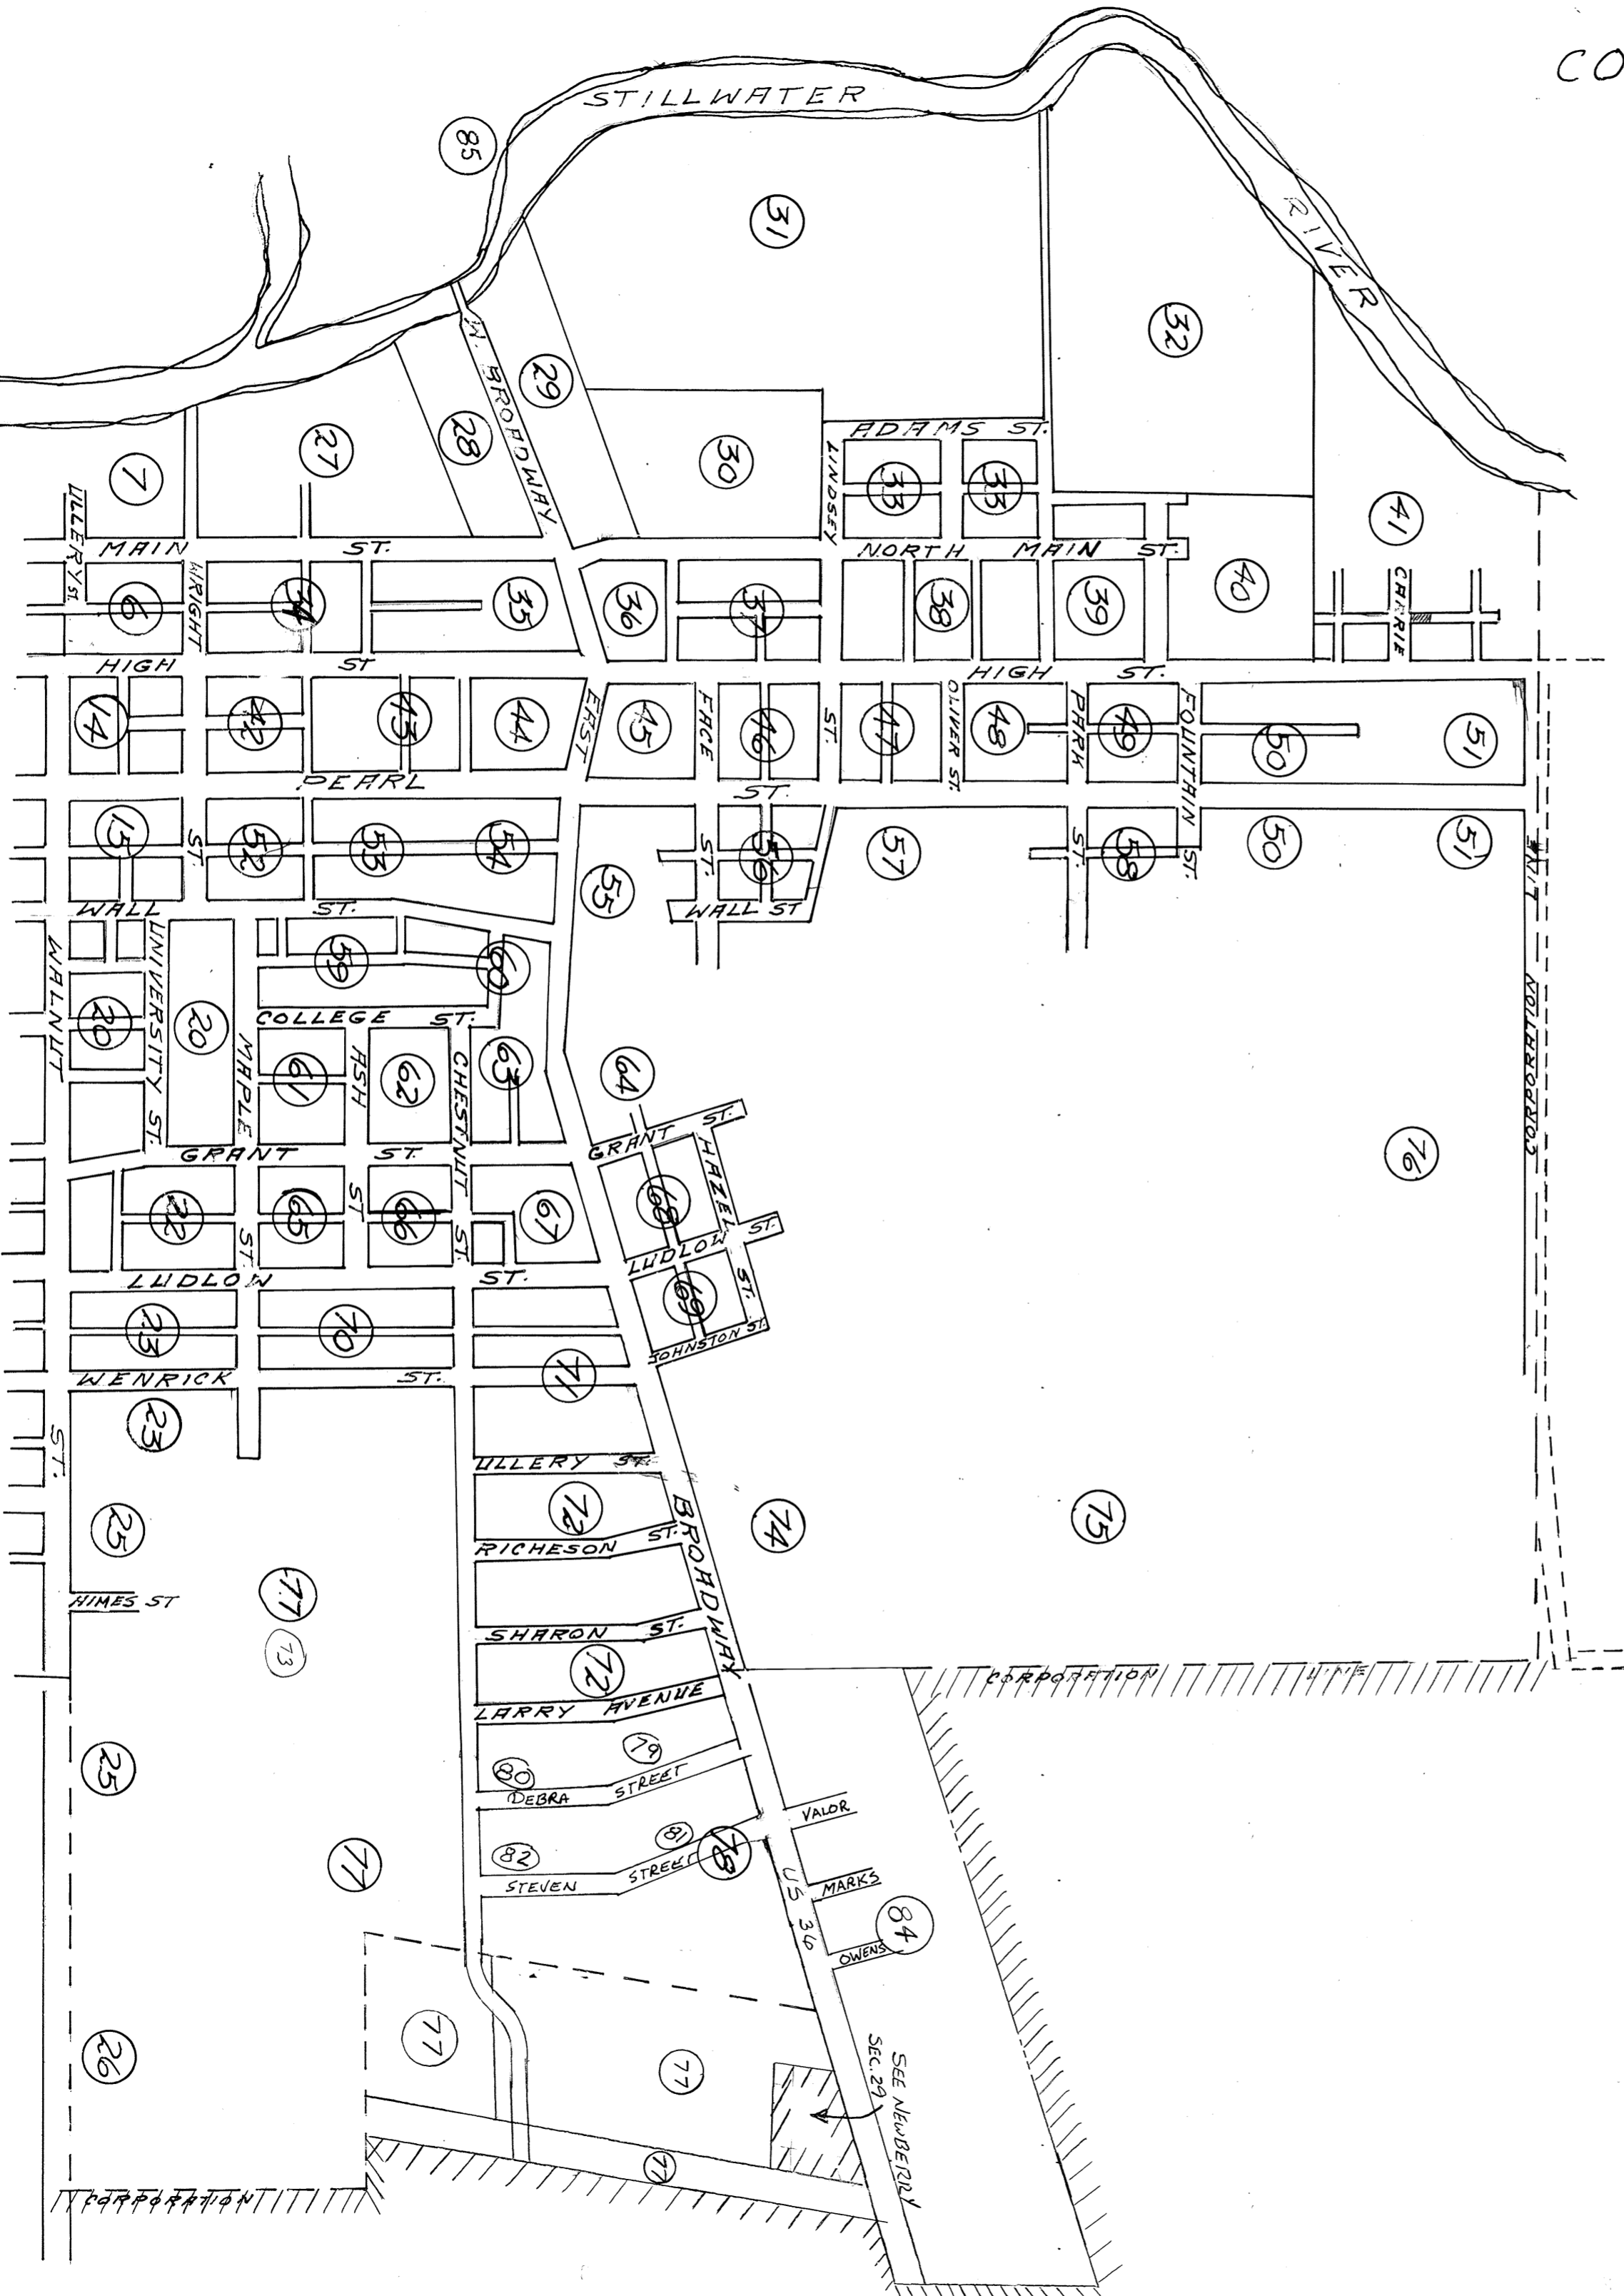 CO
STILLWATER
RIVER
85
31
32
29
W. BROADWAY
28
27
7
30
ADAMS ST.
LINDSEY
33
33
41
40
CARRIE
ULLERY ST.
MAIN ST.
NORTH MAIN ST.
6
WRIGHT
34
35
36
37
38
39
HIGH ST
HIGH ST.
14
42
43
44
EAST
45
FACE
46
ST.
47
OLIVER ST.
48
PARK
49
FOUNTAIN ST.
50
51
PEARL
ST.
15
ST.
52
53
54
55
ST.
56
57
ST.
58
50
51
LINE
CORPORATION
WALL ST.
WALL ST
WALNUT
UNIVERSITY ST.
59
60
20
20
COLLEGE ST.
MAPLE
61
ASH
62
CHESTNUT
63
64
76
GRANT ST.
GRANT ST.
HAZEL
22
65
ST
66
ST.
67
68
ST.
LUDLOW ST.
LUDLOW ST.
ST.
69
JOHNSTON ST.
23
70
71
WENRICK ST.
23
ST.
ULLERY ST.
25
72
74
75
RICHESON ST.
BROADWAY
HIMES ST
77
73
SHARON ST.
72
CORPORATION LINE
LARRY AVENUE
79
80
DEBRA STREET
25
VALOR
77
81
82
78
STEVEN STREET
US 36
MARKS
84
OWENS
26
77
77
SEE NEWBERRY
SEC. 29
77
CORPORATION